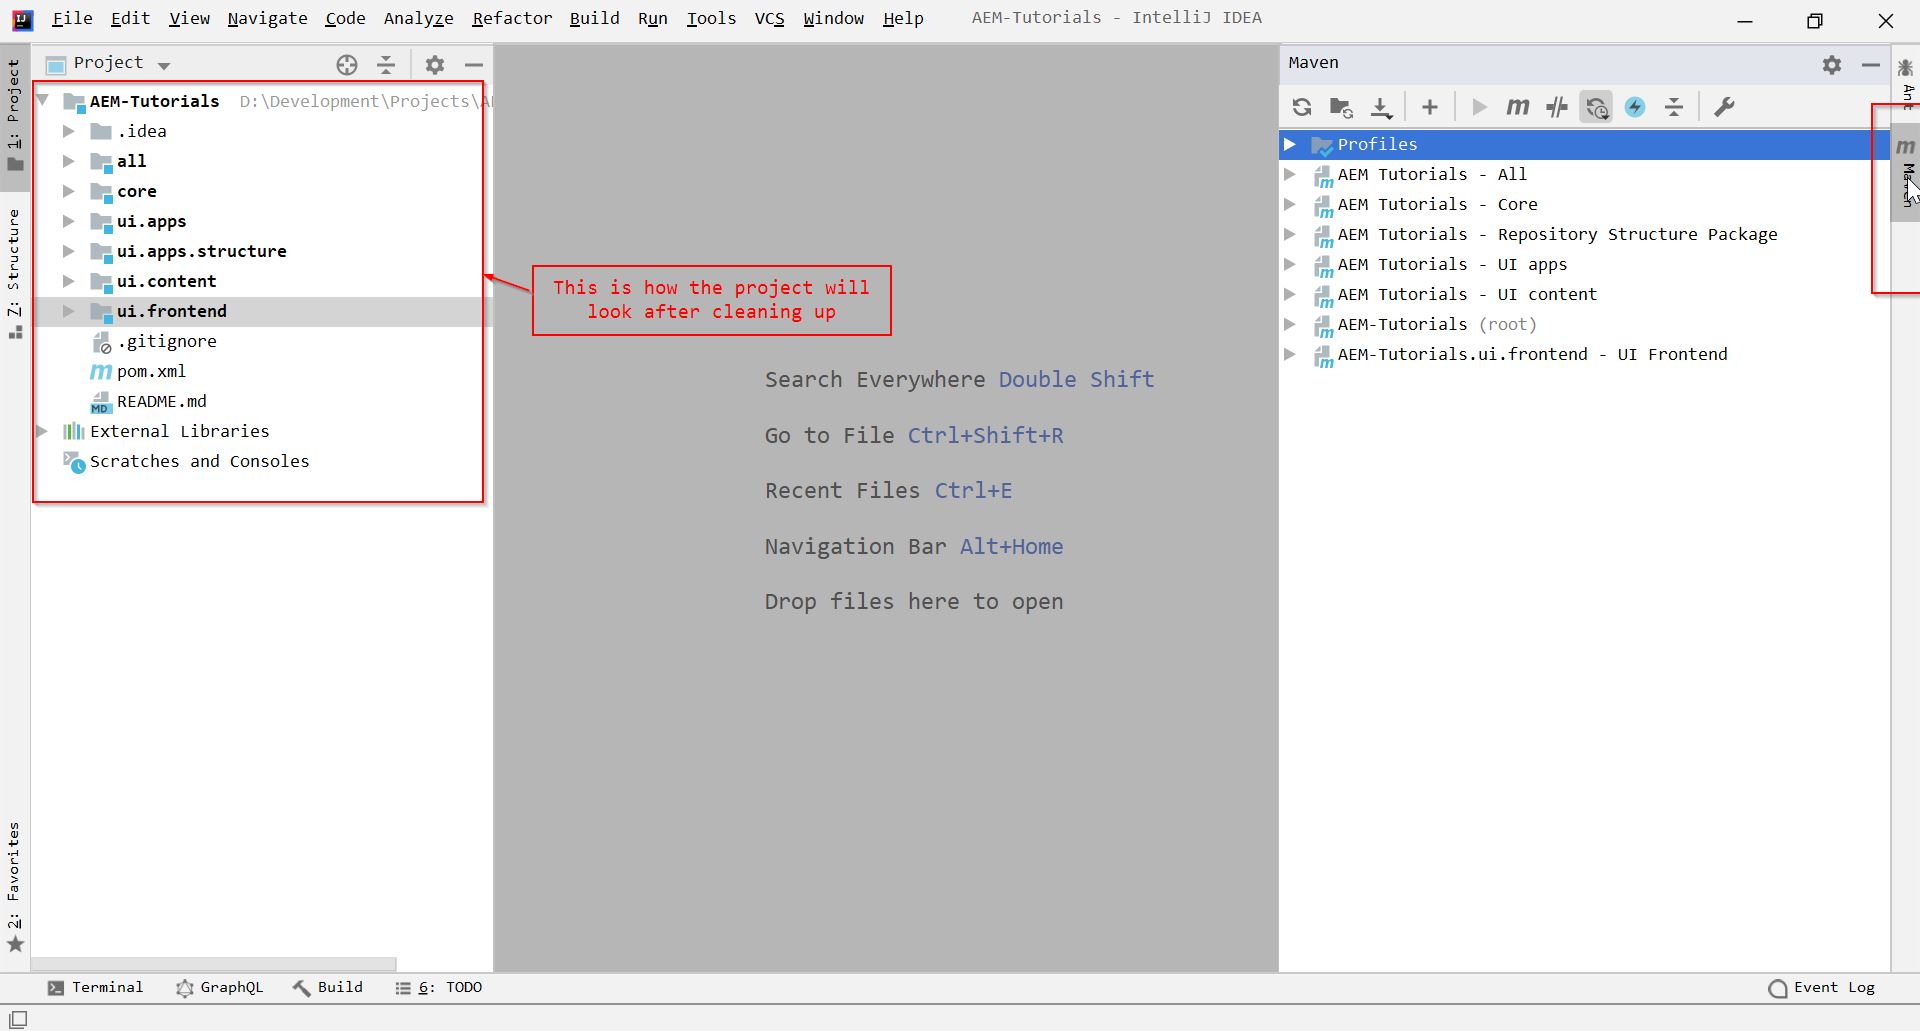 File Edit View Navigate Code Analyze Refactor Build Run Tools VCS Window Help AEM-Tutorials - IntelliJ IDEA
Project
Maven
1: Project
Z: Structure
2: Favorites
AEM-Tutorials D:\Development\Projects\A
.idea
all
core
ui.apps
ui.apps.structure
ui.content
ui.frontend
.gitignore
pom.xml
README.md
External Libraries
Scratches and Consoles
This is how the project will
look after cleaning up
Search Everywhere Double Shift
Go to File Ctrl+Shift+R
Recent Files Ctrl+E
Navigation Bar Alt+Home
Drop files here to open
Profiles
AEM Tutorials - All
AEM Tutorials - Core
AEM Tutorials - Repository Structure Package
AEM Tutorials - UI apps
AEM Tutorials - UI content
AEM-Tutorials (root)
AEM-Tutorials.ui.frontend - UI Frontend
Ant
Maven
Terminal GraphQL Build 6: TODO Event Log